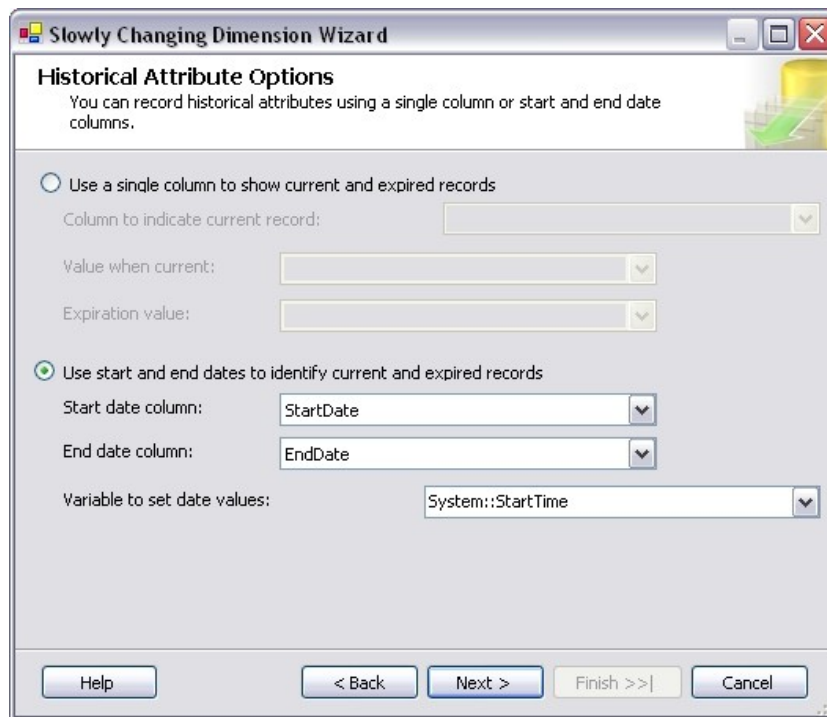 Slowly Changing Dimension Wizard
Historical Attribute Options
You can record historical attributes using a single column or start and end date
columns.
Use a single column to show current and expired records
Column to indicate current record:
Value when current:
Expiration value:
Use start and end dates to identify current and expired records
Start date column: StartDate
End date column: EndDate
Variable to set date values: System::StartTime
Help < Back Next > Finish >>| Cancel